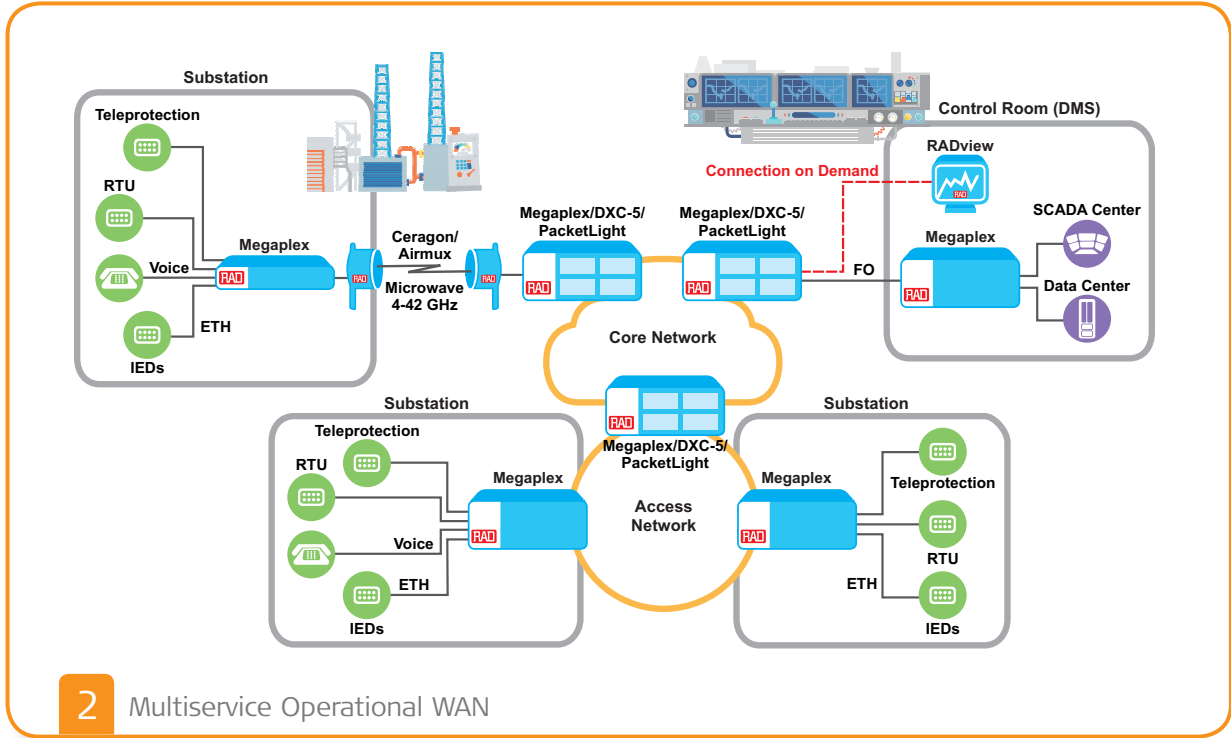 Substation
Teleprotection
RTU
Voice
ETH
IEDs
Megaplex
RAD
RAD
Ceragon/
Airmux
Microwave
4-42 GHz
RAD
Megaplex/DXC-5/
PacketLight
RAD
Megaplex/DXC-5/
PacketLight
RAD
Connection on Demand
FO
Control Room (DMS)
RADview
RAD
Megaplex
RAD
SCADA Center
Data Center
Core Network
RAD
Megaplex/DXC-5/
PacketLight
Access
Network
Substation
Teleprotection
RTU
Voice
ETH
IEDs
Megaplex
RAD
Substation
Megaplex
RAD
Teleprotection
RTU
ETH
IEDs
2 Multiservice Operational WAN